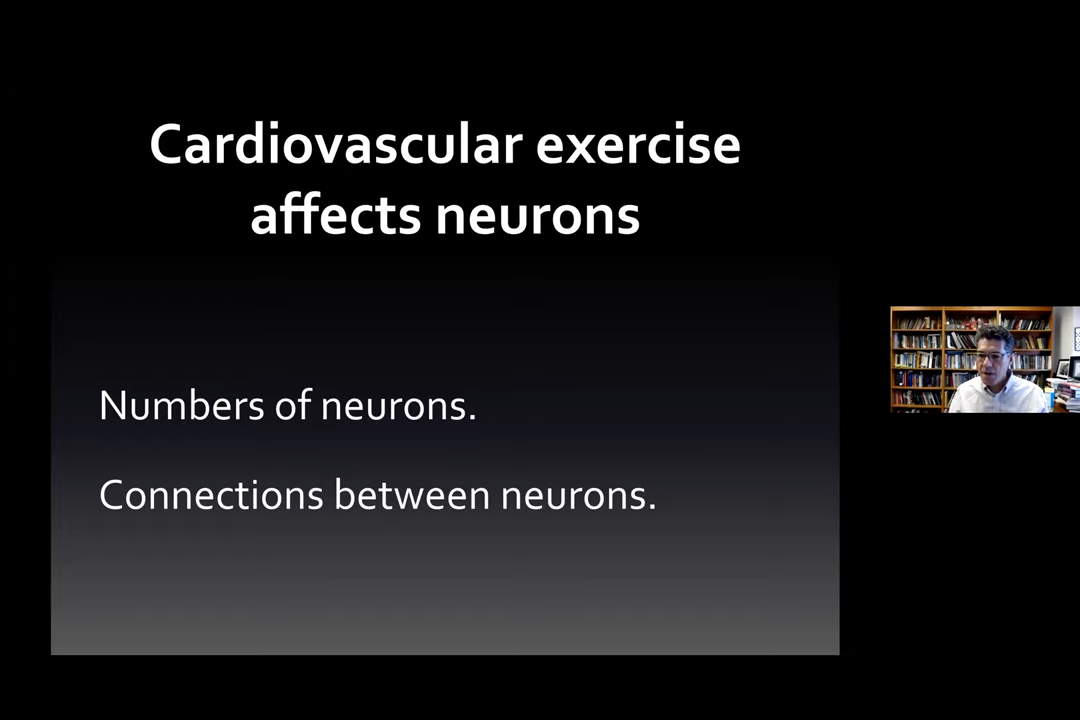 Cardiovascular exercise
affects neurons
Numbers of neurons.
Connections between neurons.